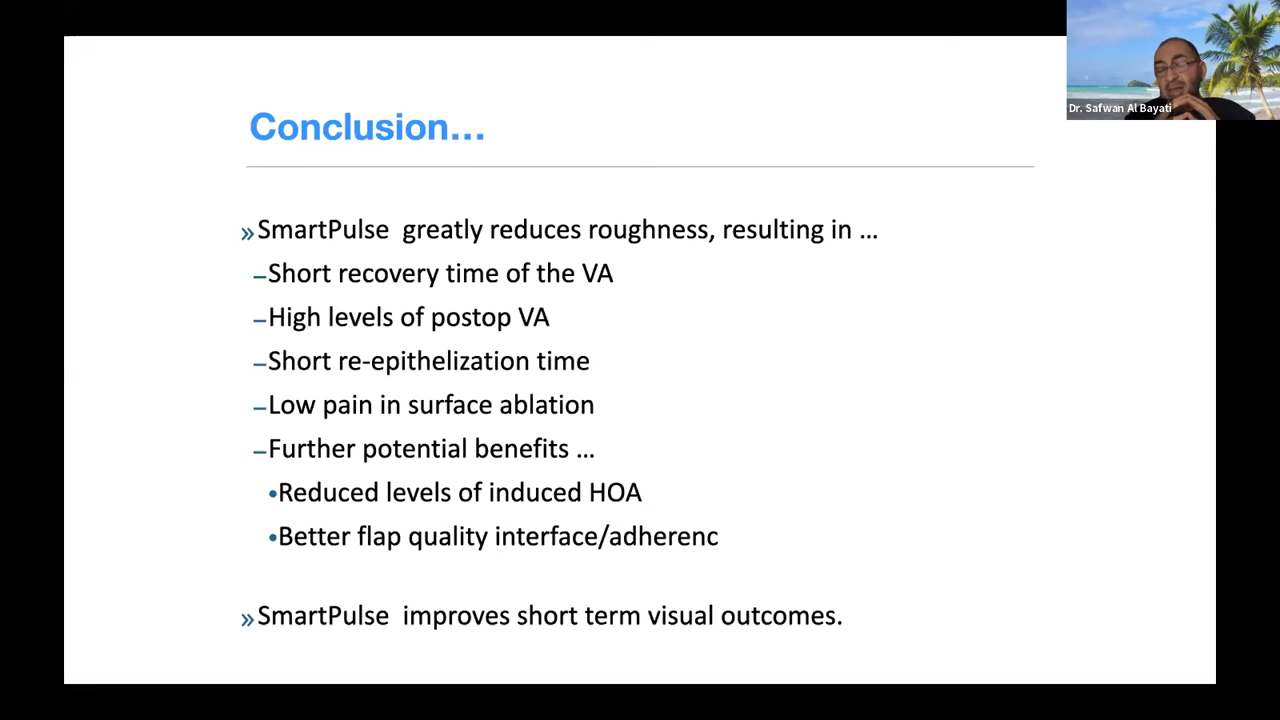 Dr. Safwan Al Bayati
Conclusion...
» SmartPulse greatly reduces roughness, resulting in ...
–Short recovery time of the VA
–High levels of postop VA
–Short re-epithelization time
–Low pain in surface ablation
–Further potential benefits ...
•Reduced levels of induced HOA
•Better flap quality interface/adherenc
» SmartPulse improves short term visual outcomes.